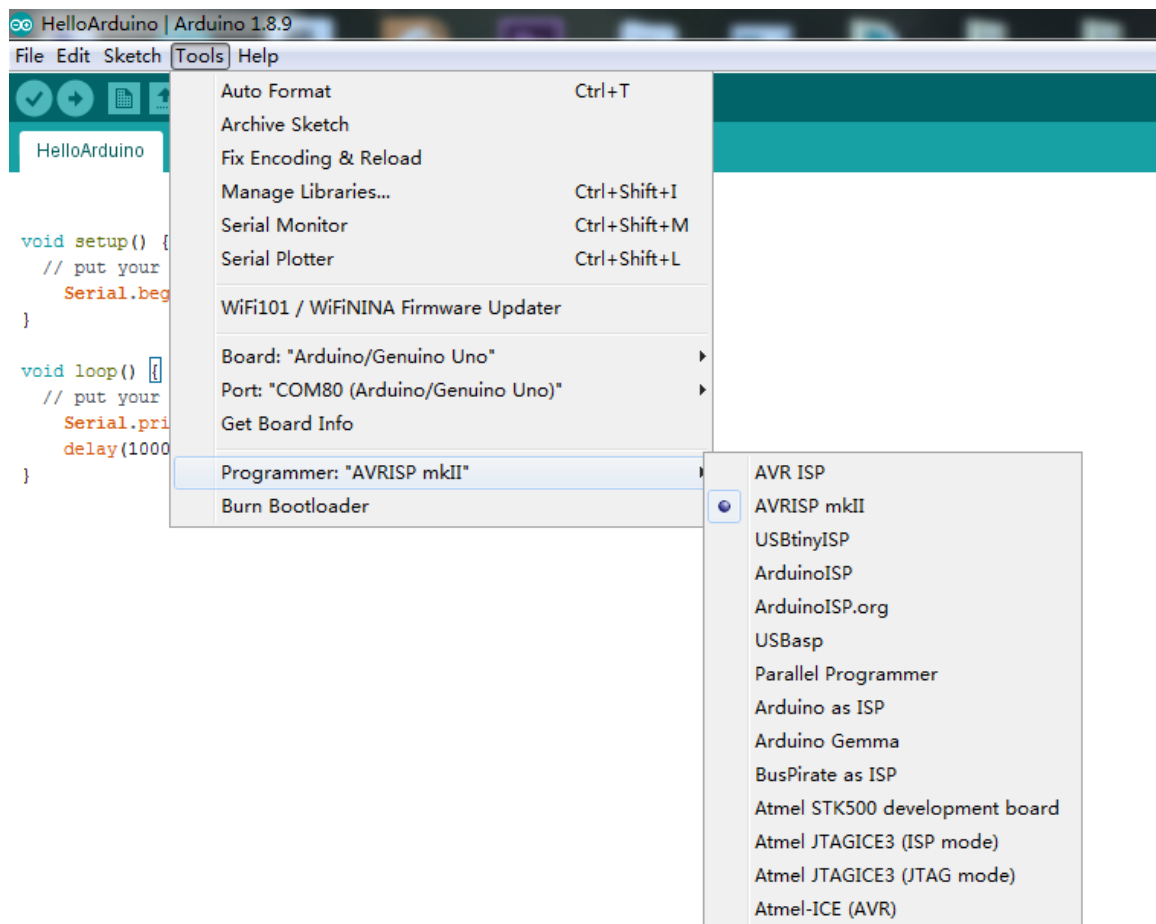 HelloArduino | Arduino 1.8.9
File Edit Sketch Tools Help
Auto Format Ctrl+T
Archive Sketch
Fix Encoding & Reload
Manage Libraries... Ctrl+Shift+I
Serial Monitor Ctrl+Shift+M
Serial Plotter Ctrl+Shift+L
WiFi101 / WiFiNINA Firmware Updater
Board: "Arduino/Genuino Uno"
Port: "COM80 (Arduino/Genuino Uno)"
Get Board Info
Programmer: "AVRISP mkII"
Burn Bootloader
HelloArduino
void setup() {
// put your
Serial.beg
}
void loop() {
// put your
Serial.pri
delay(1000
}
AVR ISP
AVRISP mkII
USBtinyISP
ArduinoISP
ArduinoISP.org
USBasp
Parallel Programmer
Arduino as ISP
Arduino Gemma
BusPirate as ISP
Atmel STK500 development board
Atmel JTAGICE3 (ISP mode)
Atmel JTAGICE3 (JTAG mode)
Atmel-ICE (AVR)